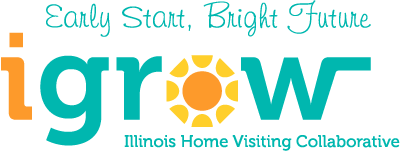 Early Start, Bright Future
igrow
Illinois Home Visiting Collaborative